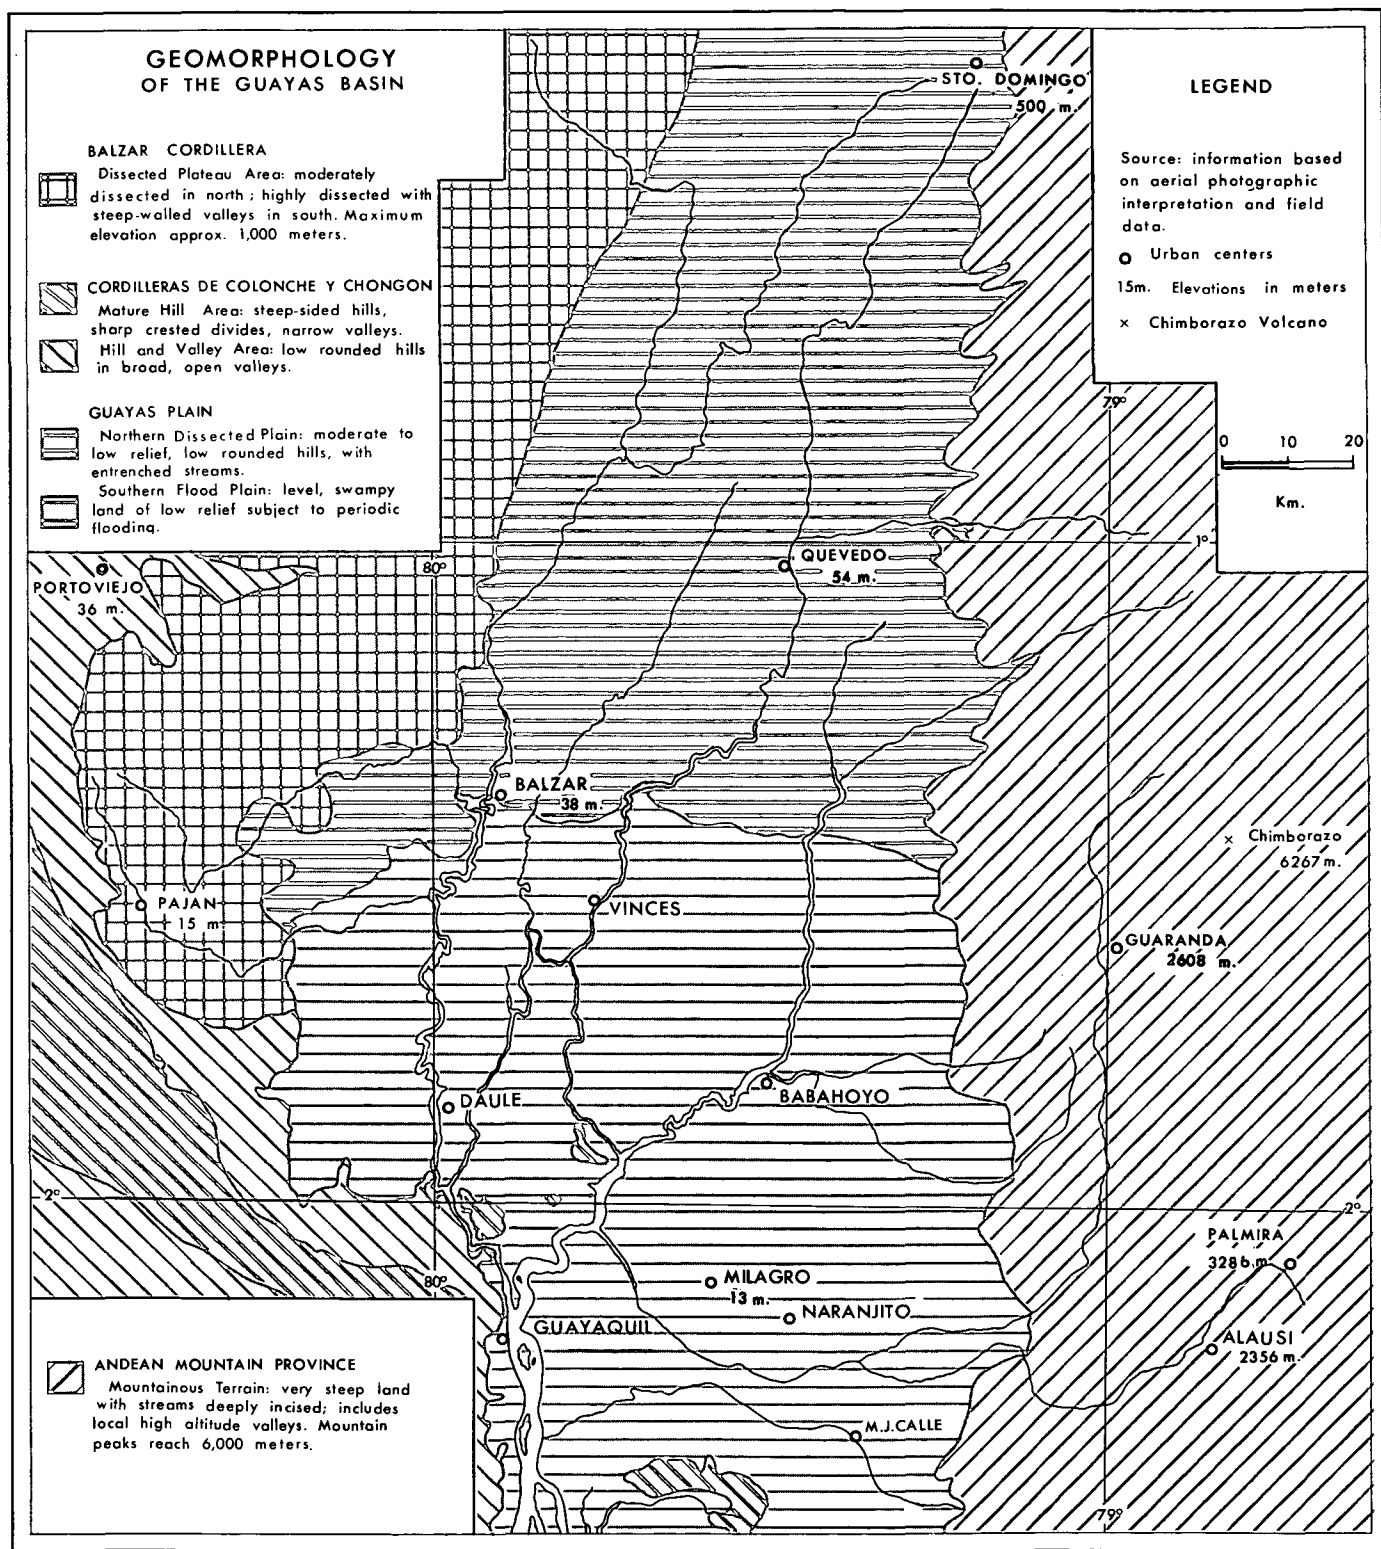 GEOMORPHOLOGY
OF THE GUAYAS BASIN
BALZAR CORDILLERA
Dissected Plateau Area: moderately
dissected in north; highly dissected with
steep-walled valleys in south. Maximum
elevation approx. 1,000 meters.
CORDILLERAS DE COLONCHE Y CHONGON
Mature Hill Area: steep-sided hills,
sharp crested divides, narrow valleys.
Hill and Valley Area: low rounded hills
in broad, open valleys.
GUAYAS PLAIN
Northern Dissected Plain: moderate to
low relief, low rounded hills, with
entrenched streams.
Southern Flood Plain: level, swampy
land of low relief subject to periodic
flooding.
STO. DOMINGO
500 m.
LEGEND
Source: information based
on aerial photographic
interpretation and field
data.
Urban centers
15m. Elevations in meters
x Chimborazo Volcano
79°
0 10 20
Km.
1°
80°
QUEVEDO
54 m.
PORTOVIEJO
36 m.
BALZAR
38 m.
x Chimborazo
6267 m.
PAJAN
15 m
VINCES
GUARANDA
2608 m.
DAULE
BABAHOYO
2°
2°
PALMIRA
3286 m.
80°
MILAGRO
13 m.
NARANJITO
GUAYAQUIL
ALAUSI
2356 m.
M.J.CALLE
79°
ANDEAN MOUNTAIN PROVINCE
Mountainous Terrain: very steep land
with streams deeply incised; includes
local high altitude valleys. Mountain
peaks reach 6,000 meters.